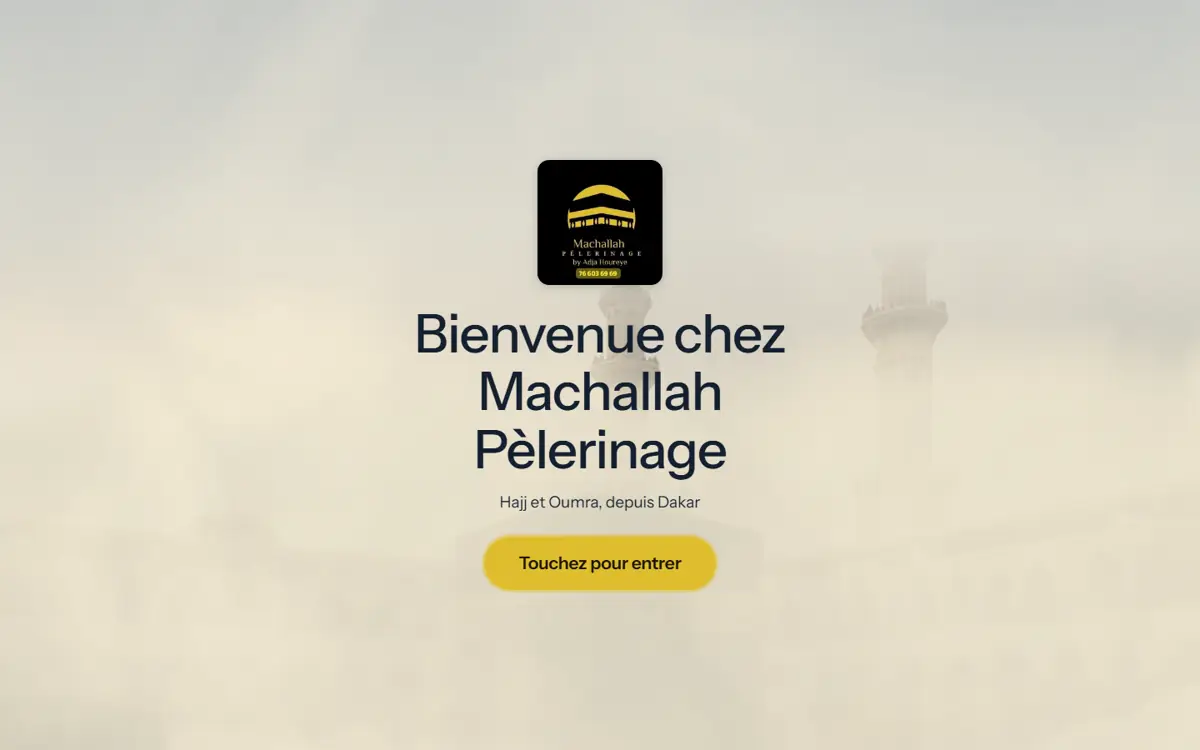 Machallah
PÈLERINAGE
by Adja Houreye
76 603 69 69
Bienvenue chez
Machallah
Pèlerinage
Hajj et Oumra, depuis Dakar
Touchez pour entrer